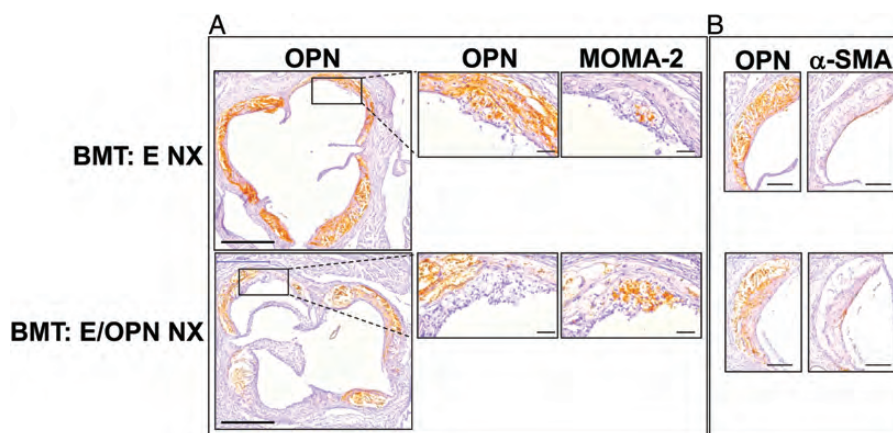 A
B
OPN
OPN
MOMA-2
OPN
α-SMA
BMT: E NX
BMT: E/OPN NX